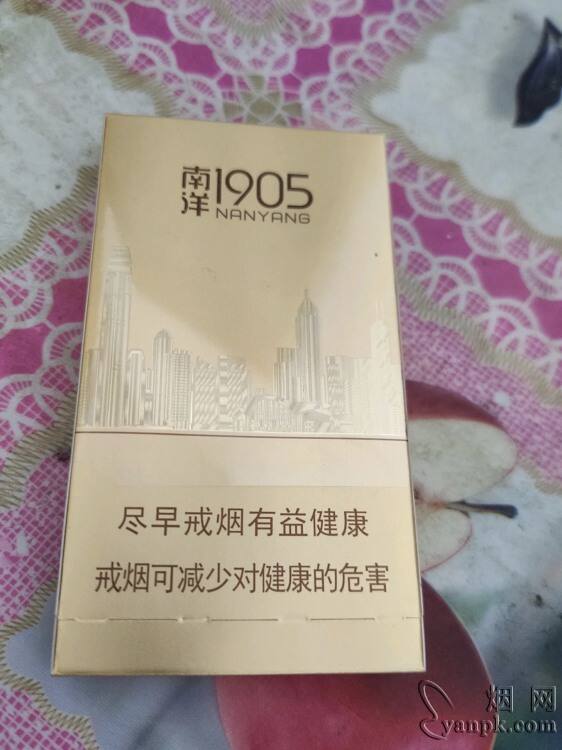 南洋1905
NANYANG
尽早戒烟有益健康
戒烟可减少对健康的危害
烟网
yanpk.com